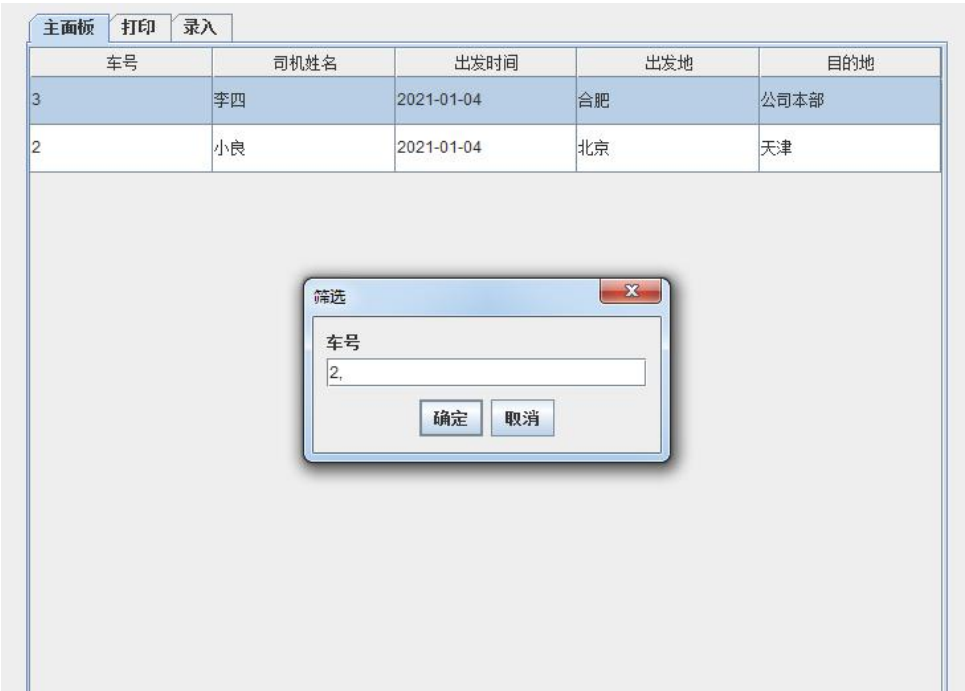 主面板 打印 录入
车号 司机姓名 出发时间 出发地 目的地
3 李四 2021-01-04 合肥 公司本部
2 小良 2021-01-04 北京 天津
筛选
车号
2,
确定 取消